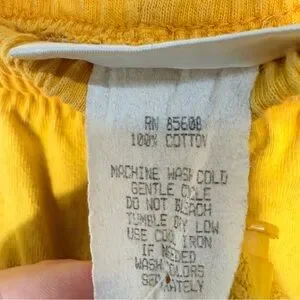 RN 85608
100% COTTON
MACHINE WASH COLD
GENTLE CYCLE
DO NOT BLEACH
TUMBLE DRY LOW
USE COOL IRON
IF NEEDED
WASH COLORS
SEPARATELY